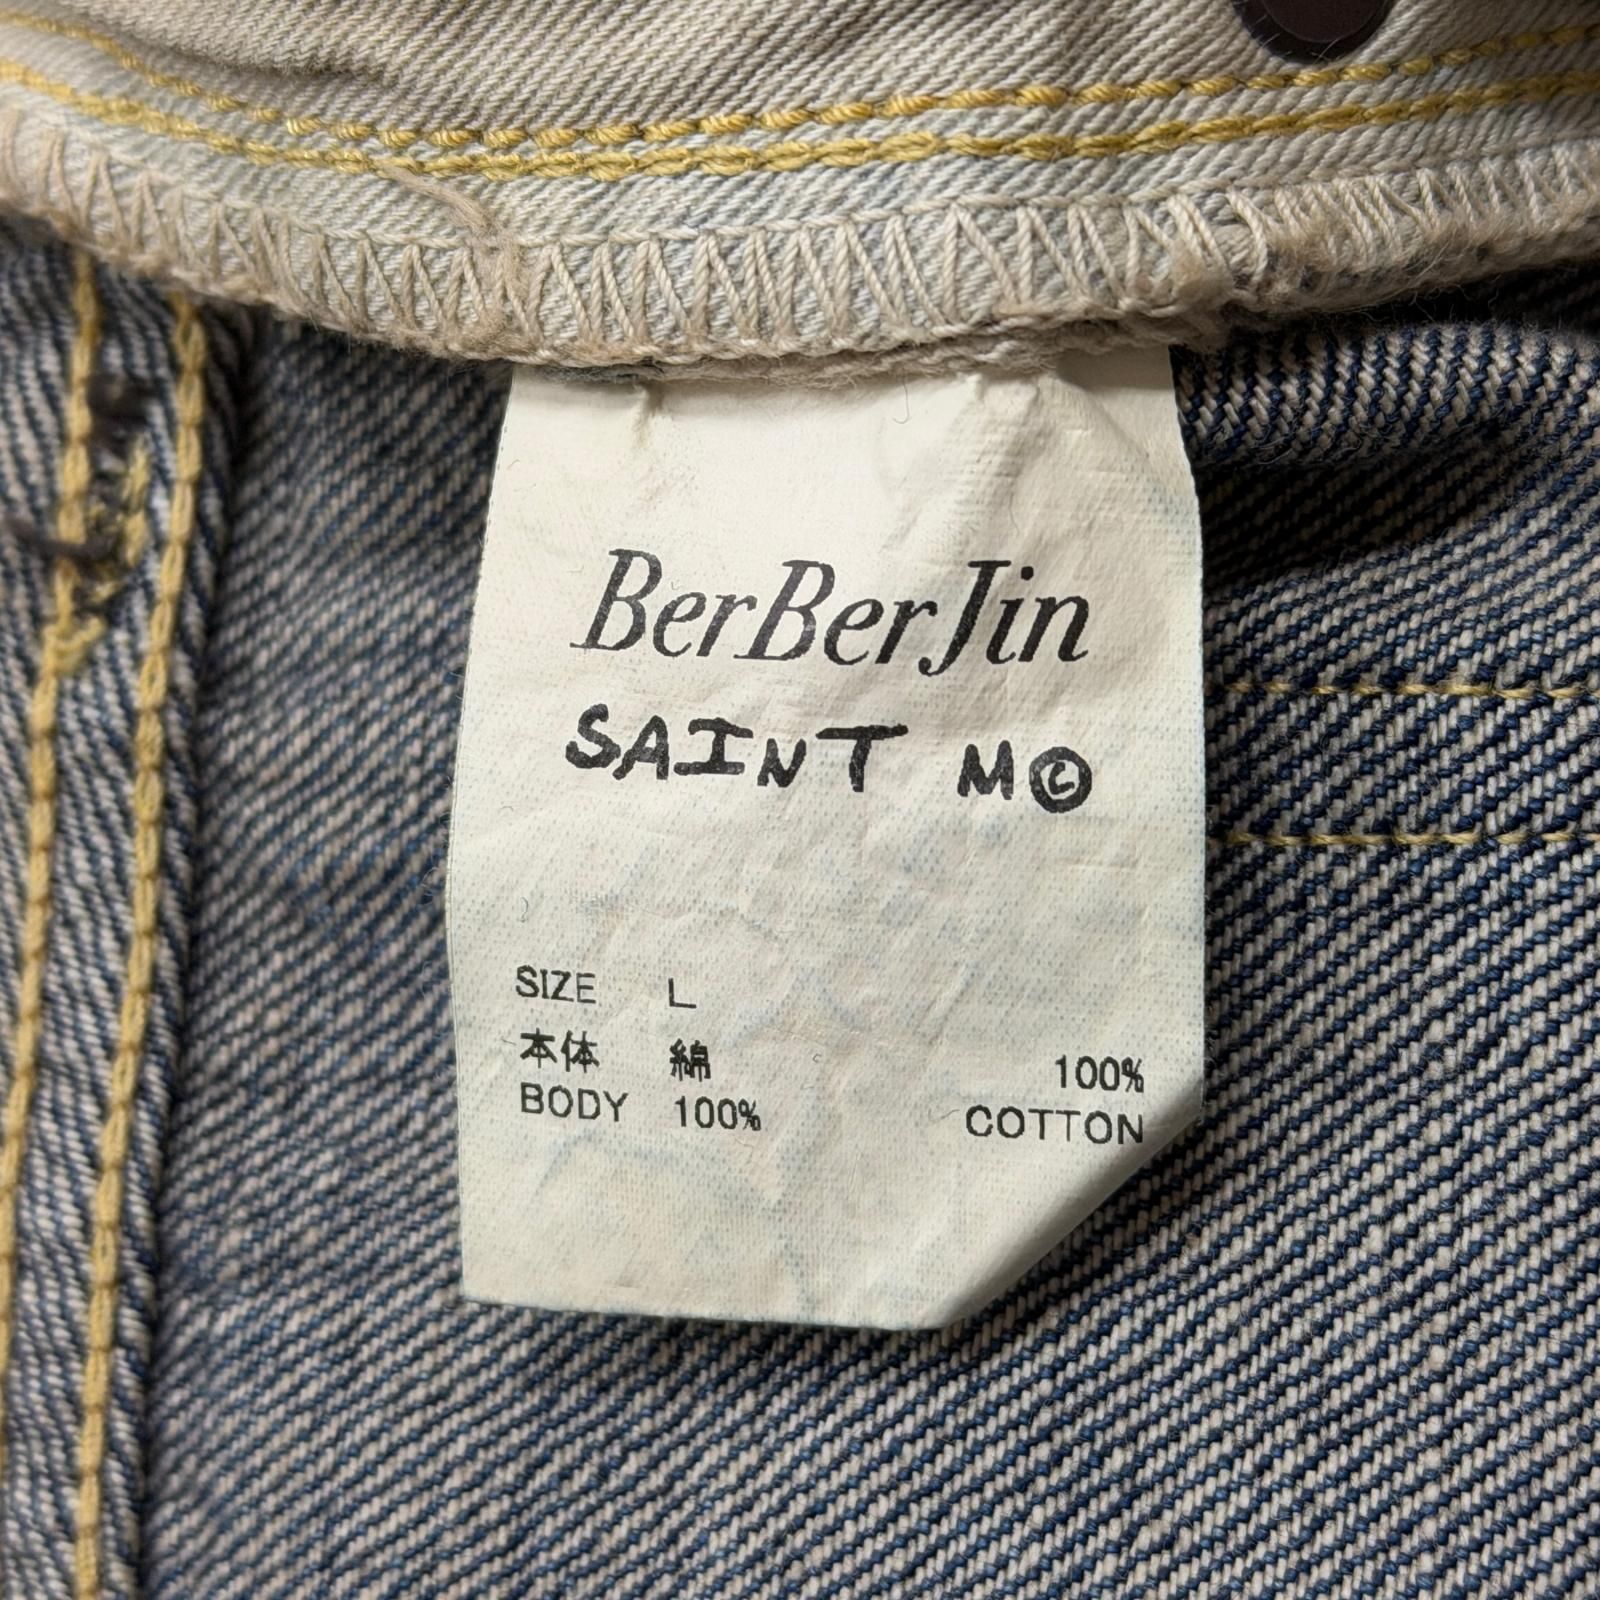 BerBerJin
SAINT M©
SIZE L
本体 綿 100%
BODY 100% COTTON